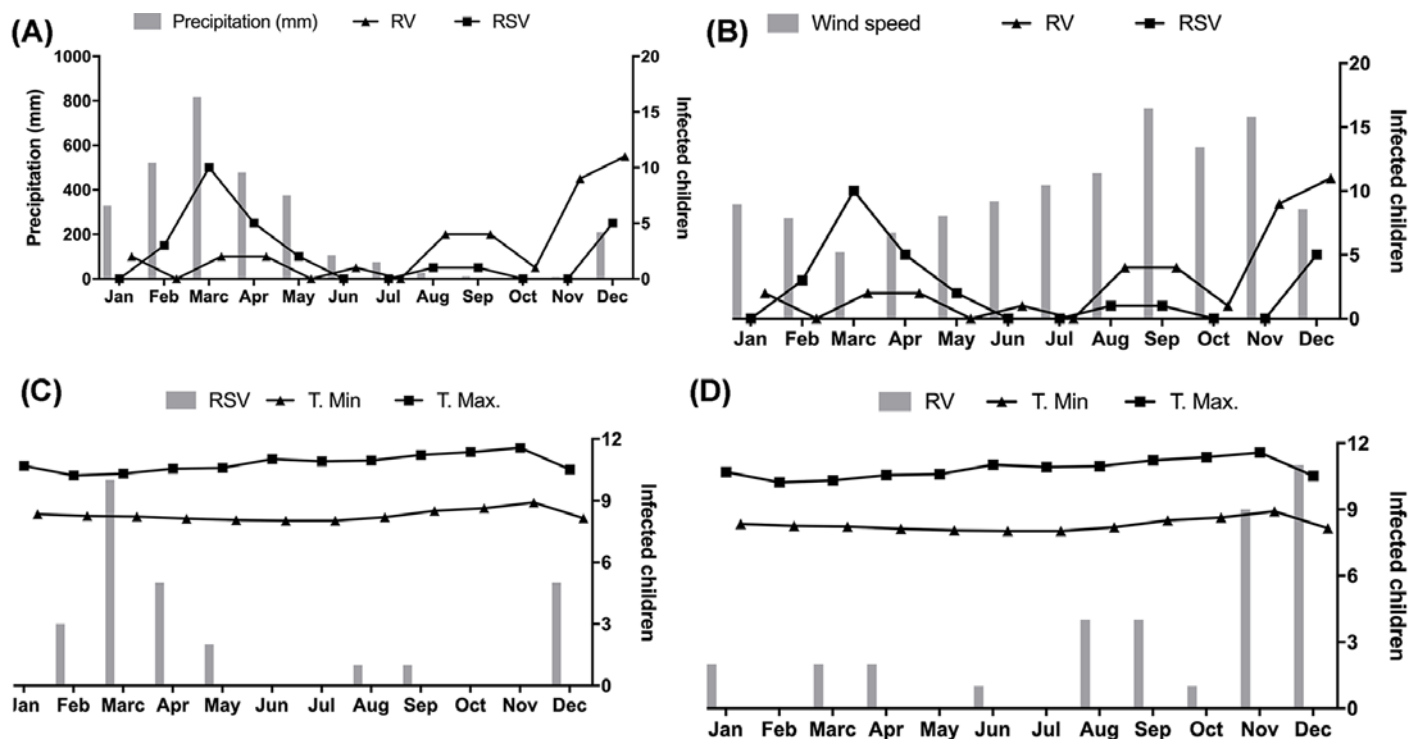 (A)
Precipitation (mm) RV RSV
1000
800
600
400
200
0
Precipitation (mm)
20
15
10
5
0
Infected children
Jan Feb Marc Apr May Jun Jul Aug Sep Oct Nov Dec
(B)
Wind speed RV RSV
20
15
10
5
0
Infected children
Jan Feb Marc Apr May Jun Jul Aug Sep Oct Nov Dec
(C)
RSV T. Min T. Max.
12
9
6
3
0
Infected children
Jan Feb Marc Apr May Jun Jul Aug Sep Oct Nov Dec
(D)
RV T. Min T. Max.
12
9
6
3
0
Infected children
Jan Feb Marc Apr May Jun Jul Aug Sep Oct Nov Dec